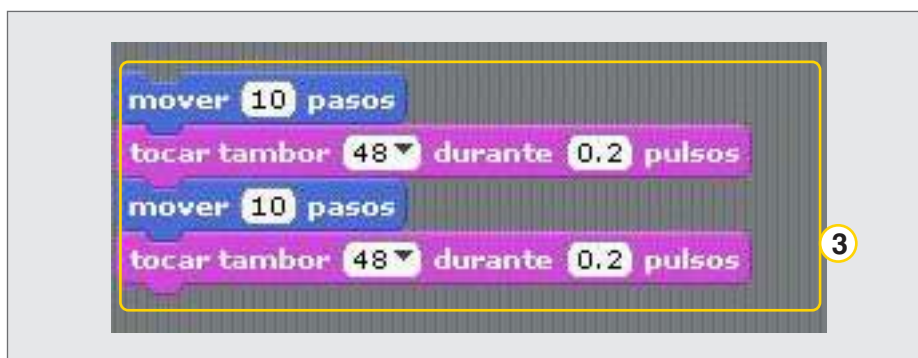 mover 10 pasos
tocar tambor 48 durante 0.2 pulsos
mover 10 pasos
tocar tambor 48 durante 0.2 pulsos
3